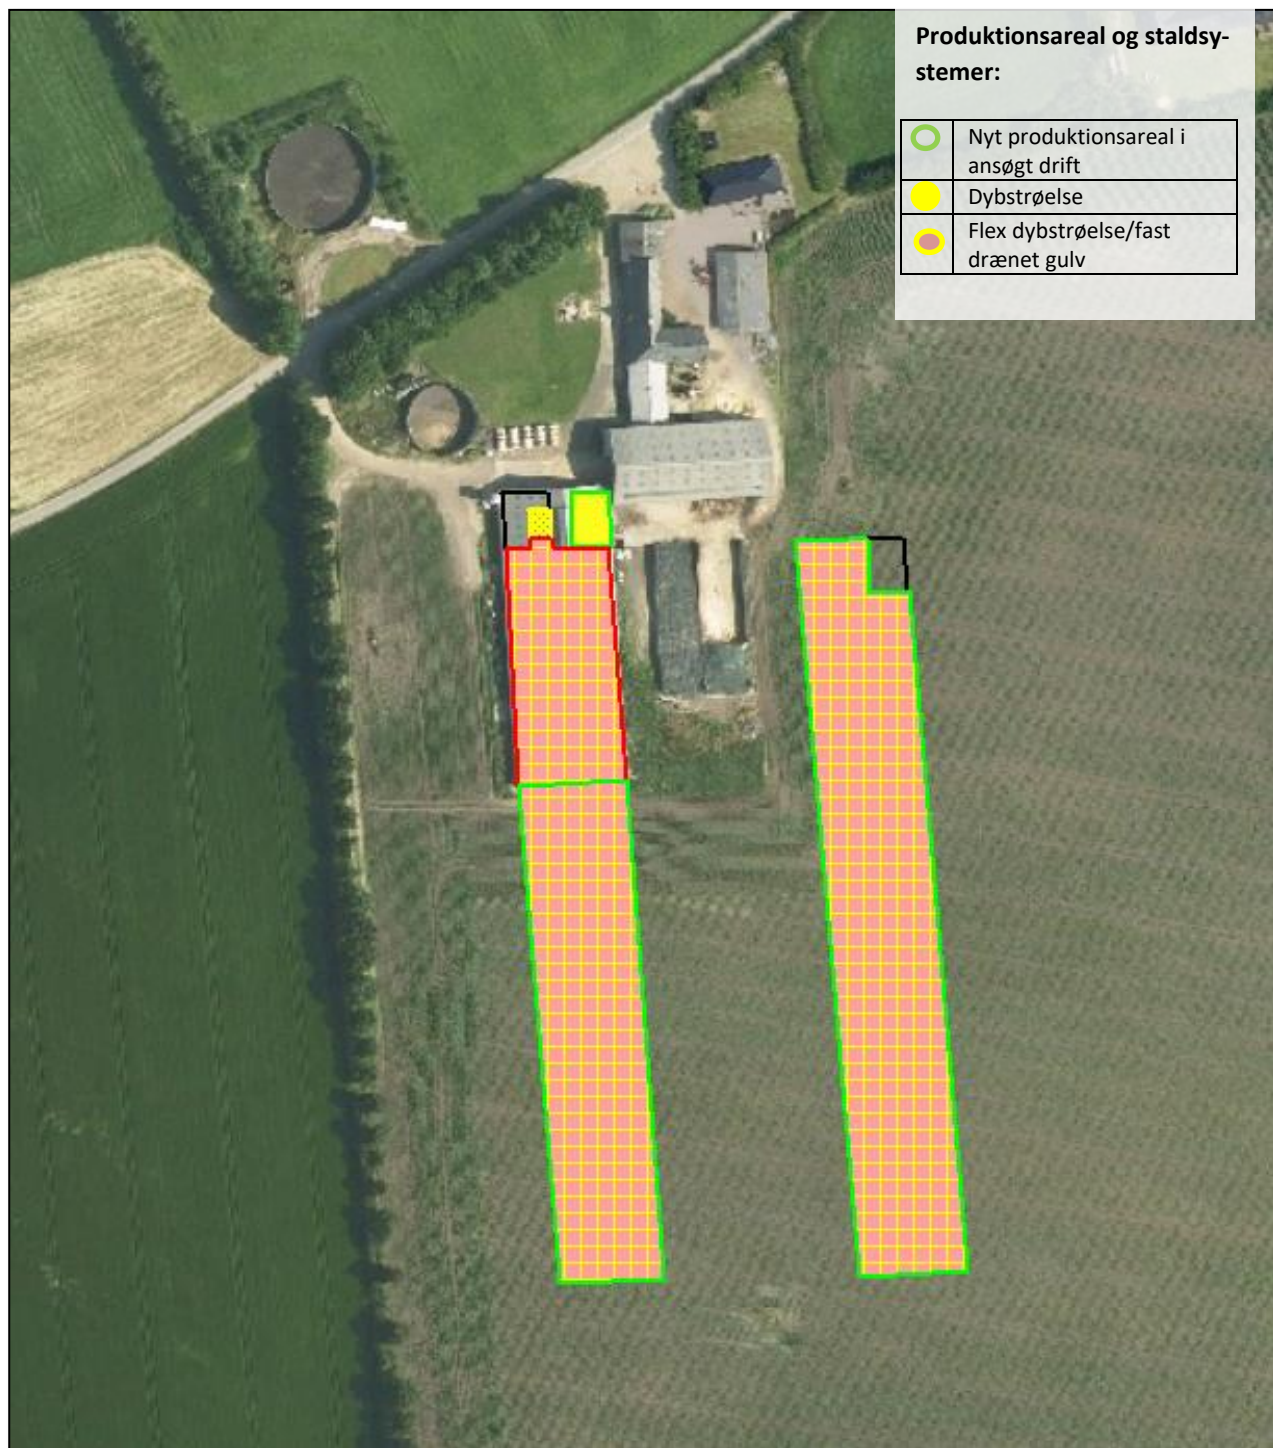 Produktionsareal og staldsy-
stemer:
Nyt produktionsareal i
ansøgt drift
Dybstrøelse
Flex dybstrøelse/fast
drænet gulv